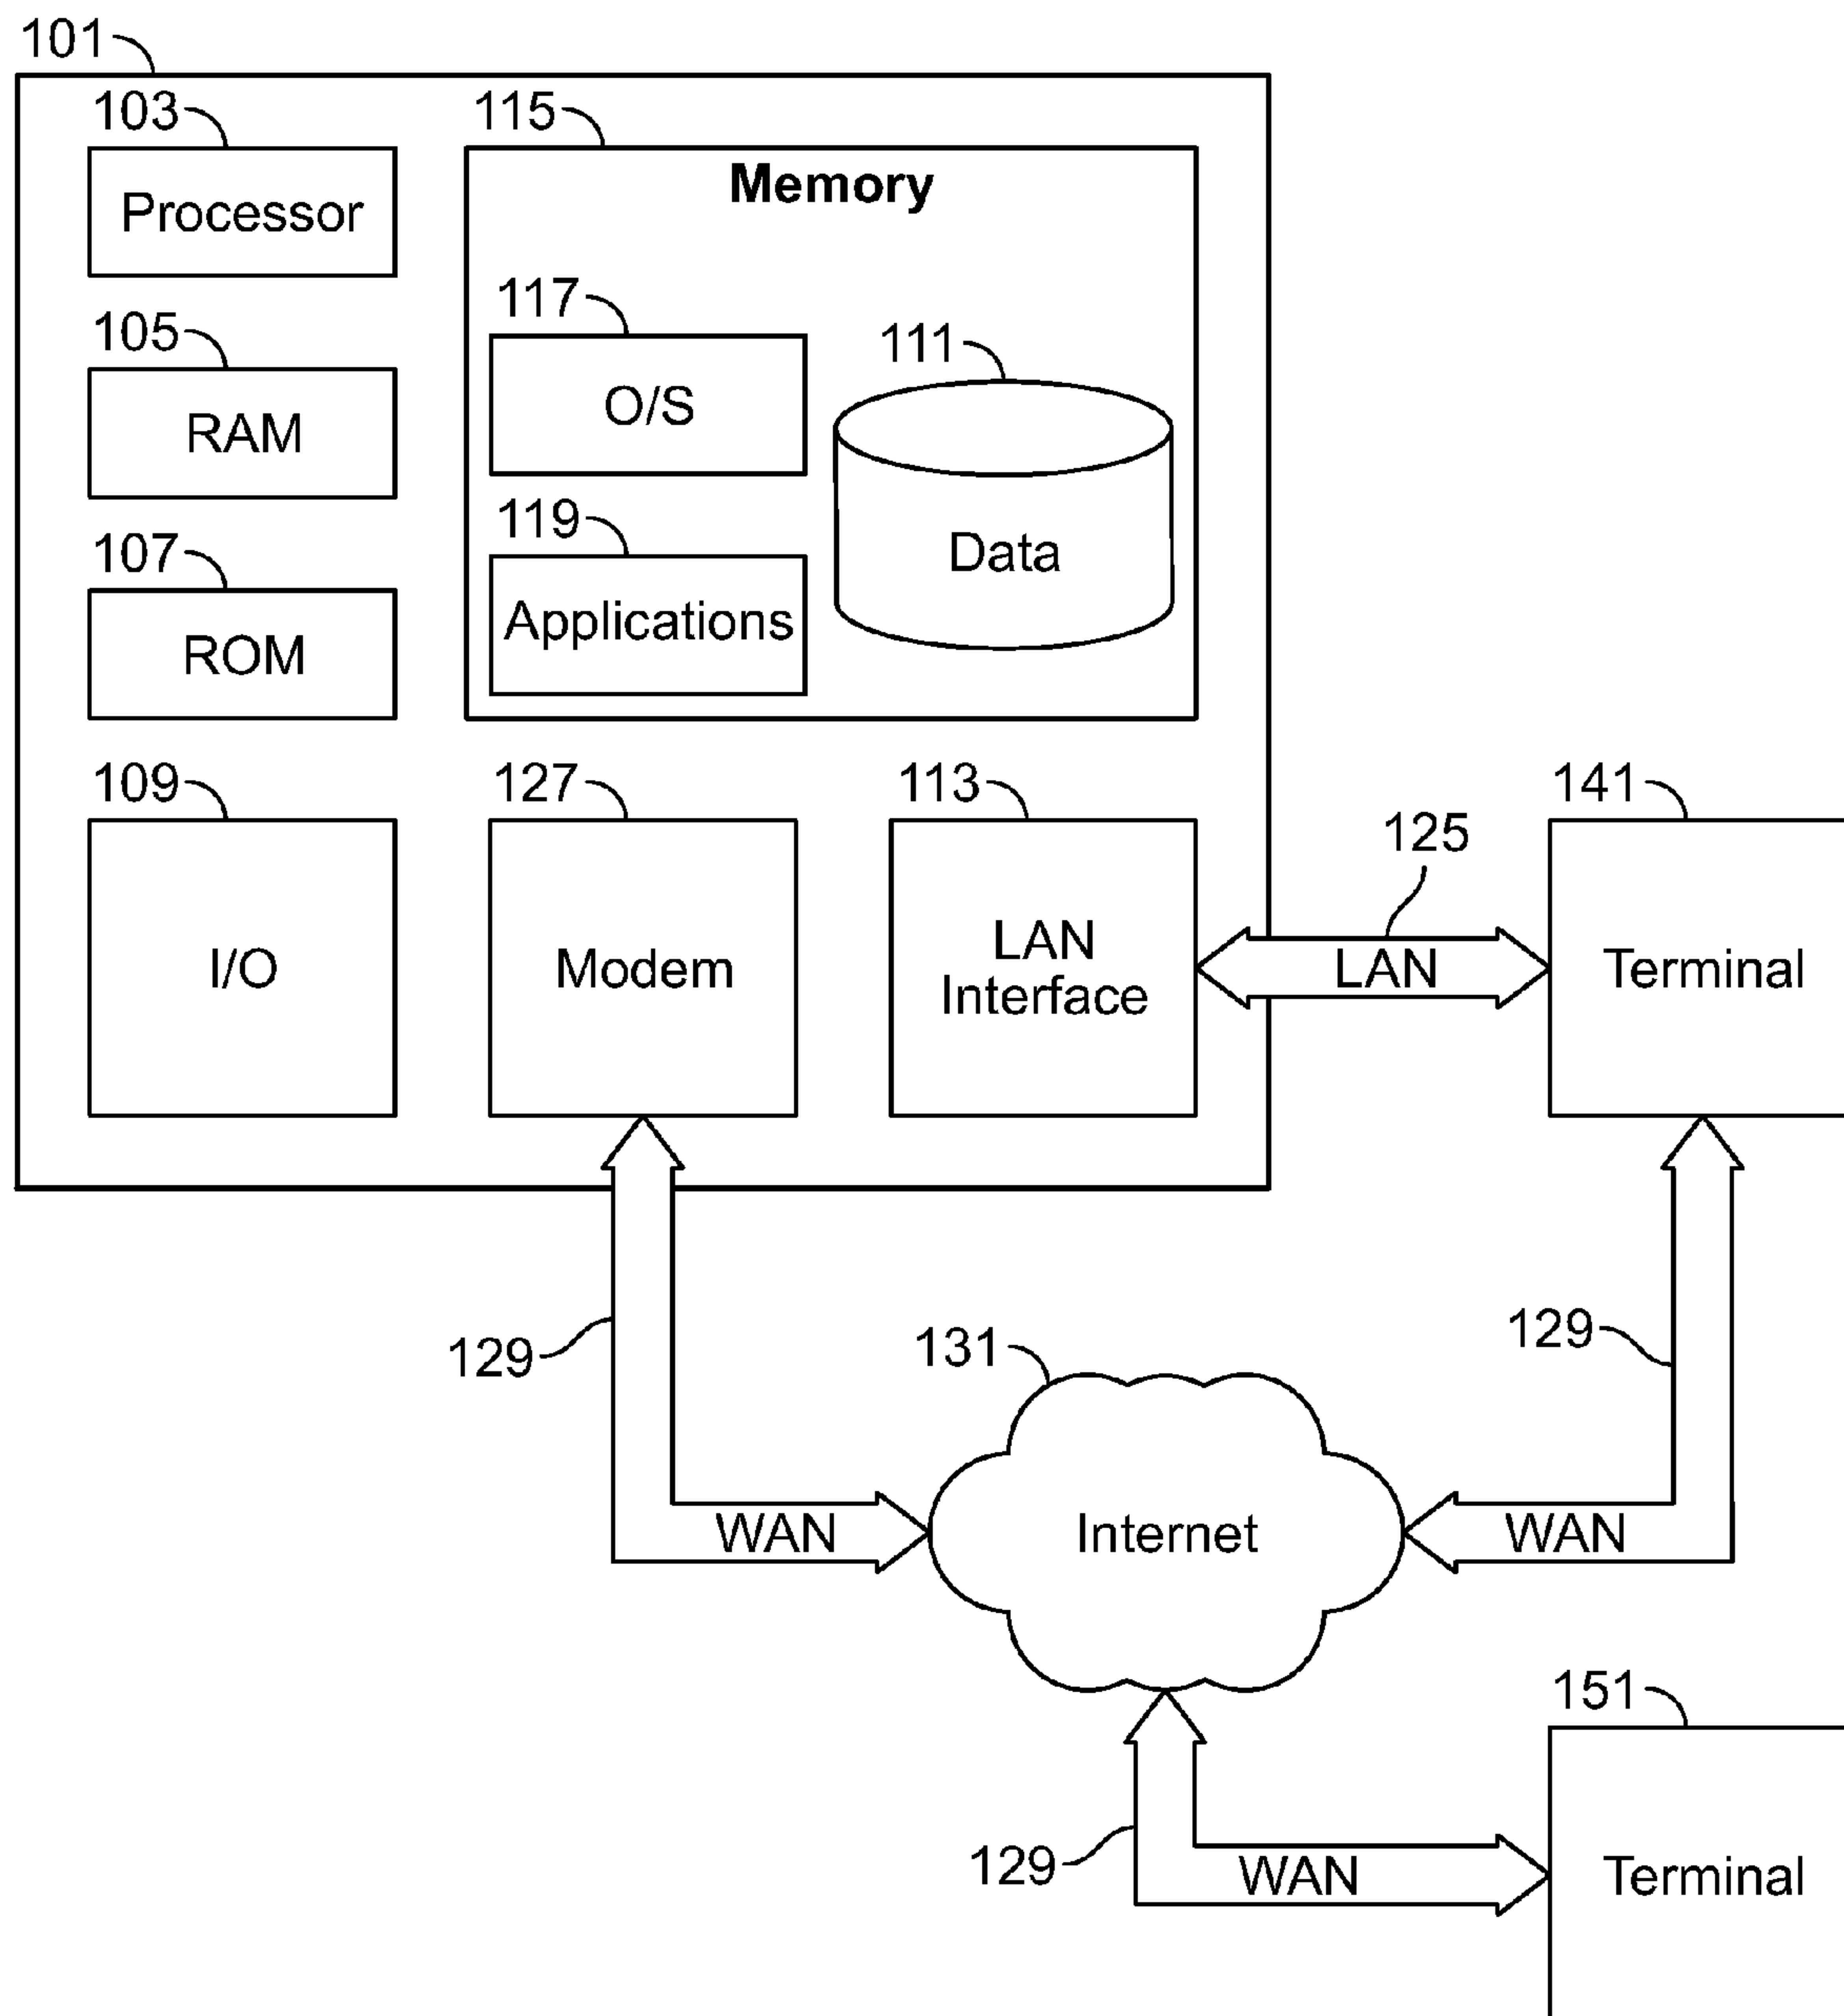 101
103
115
Processor
Memory
117
111
105
RAM
O/S
119
Data
107
ROM
Applications
109
127
113
141
125
I/O
Modem
LAN
Interface
LAN
Terminal
129
131
129
WAN
Internet
WAN
151
129
WAN
Terminal